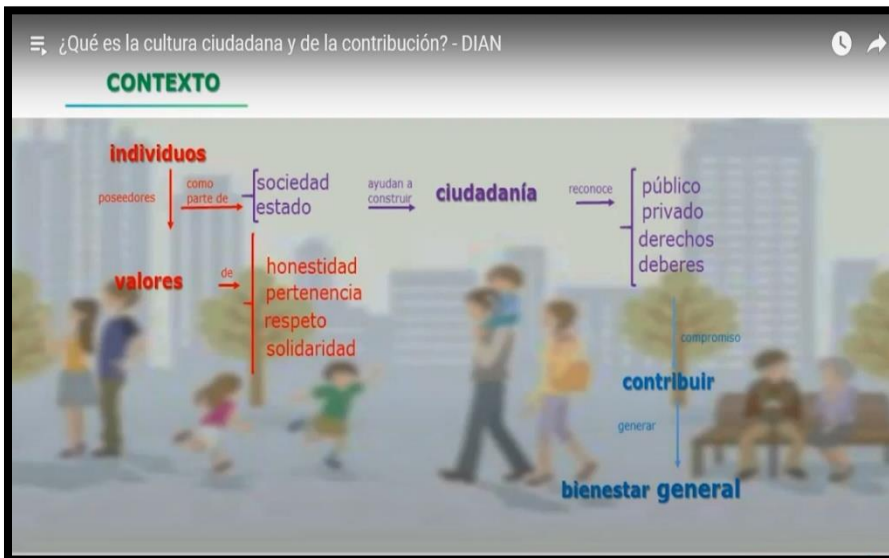 ¿Qué es la cultura ciudadana y de la contribución? - DIAN
CONTEXTO
individuos
poseedores
como
parte de
sociedad
estado
ayudan a
construir
ciudadanía
reconoce
público
privado
derechos
deberes
valores
de
honestidad
pertenencia
respeto
solidaridad
compromiso
contribuir
generar
bienestar general